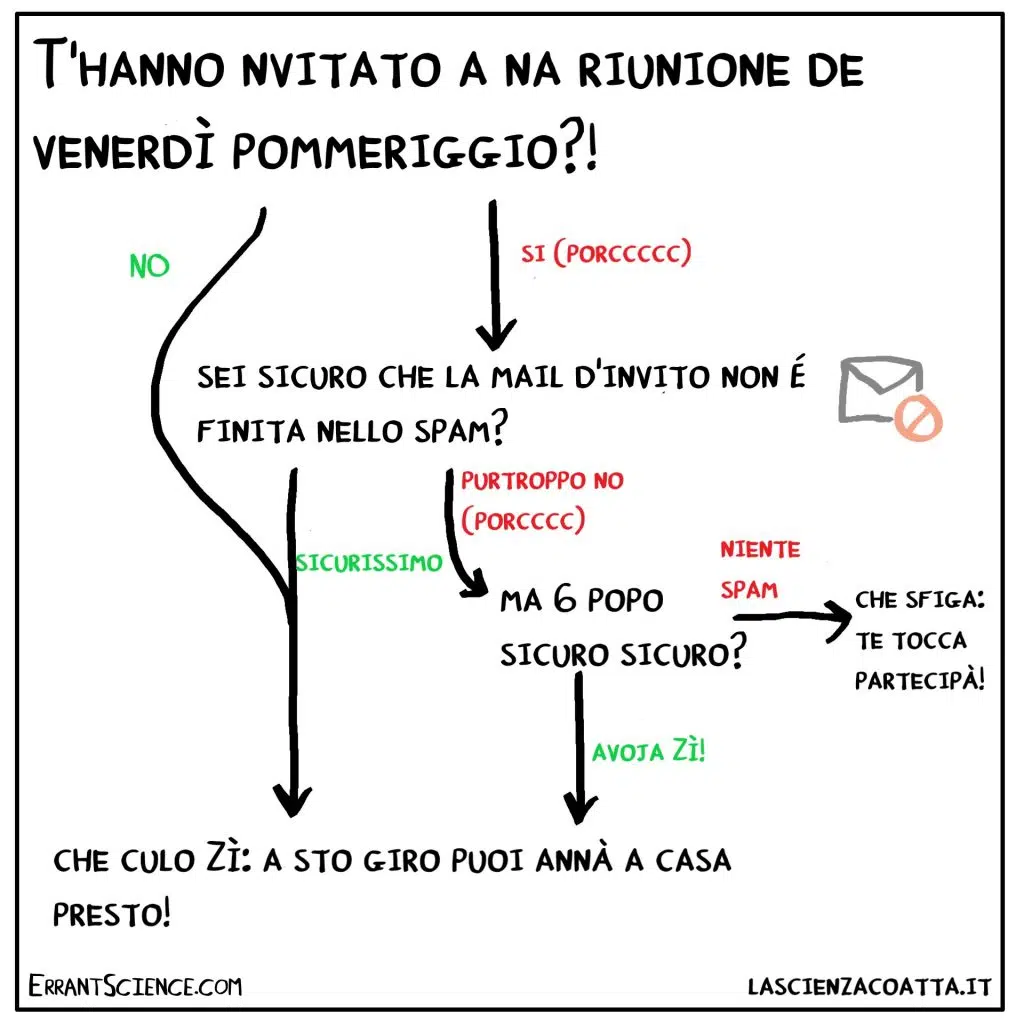 T'HANNO NVITATO A NA RIUNIONE DE
VENERDÌ POMMERIGGIO?!
NO
SI (PORCCCCC)
SEI SICURO CHE LA MAIL D'INVITO NON É
FINITA NELLO SPAM?
PURTROPPO NO
(PORCCCC)
SICURISSIMO
NIENTE
SPAM
MA 6 POPO
SICURO SICURO?
CHE SFIGA:
TE TOCCA
PARTECIPÀ!
AVOJA ZÌ!
CHE CULO ZÌ: A STO GIRO PUOI ANNÀ A CASA
PRESTO!
ERRANTSCIENCE.COM
LASCIENZACOATTA.IT